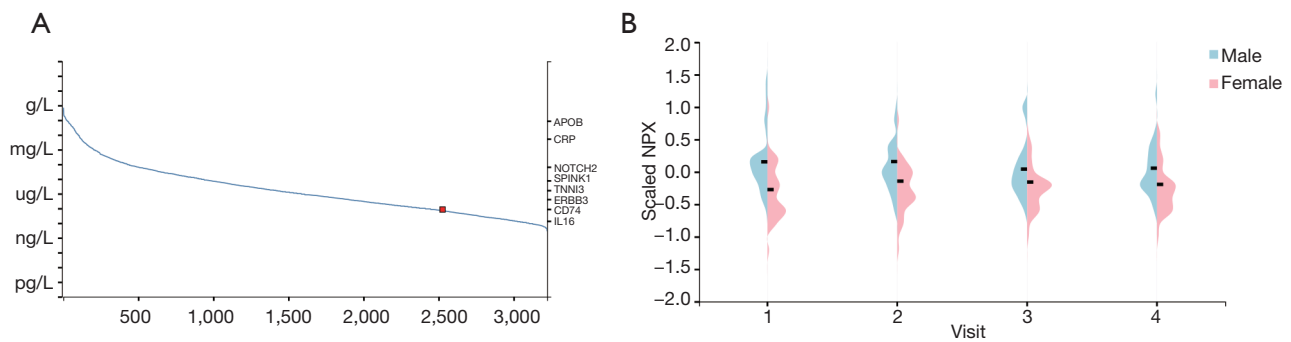 A
g/L
mg/L
ug/L
ng/L
pg/L
500
1,000
1,500
2,000
2,500
3,000
APOB
CRP
NOTCH2
SPINK1
TNNI3
ERBB3
CD74
IL16
B
Scaled NPX
2.0
1.5
1.0
0.5
0.0
−0.5
−1.0
−1.5
−2.0
1
2
3
4
Visit
Male
Female